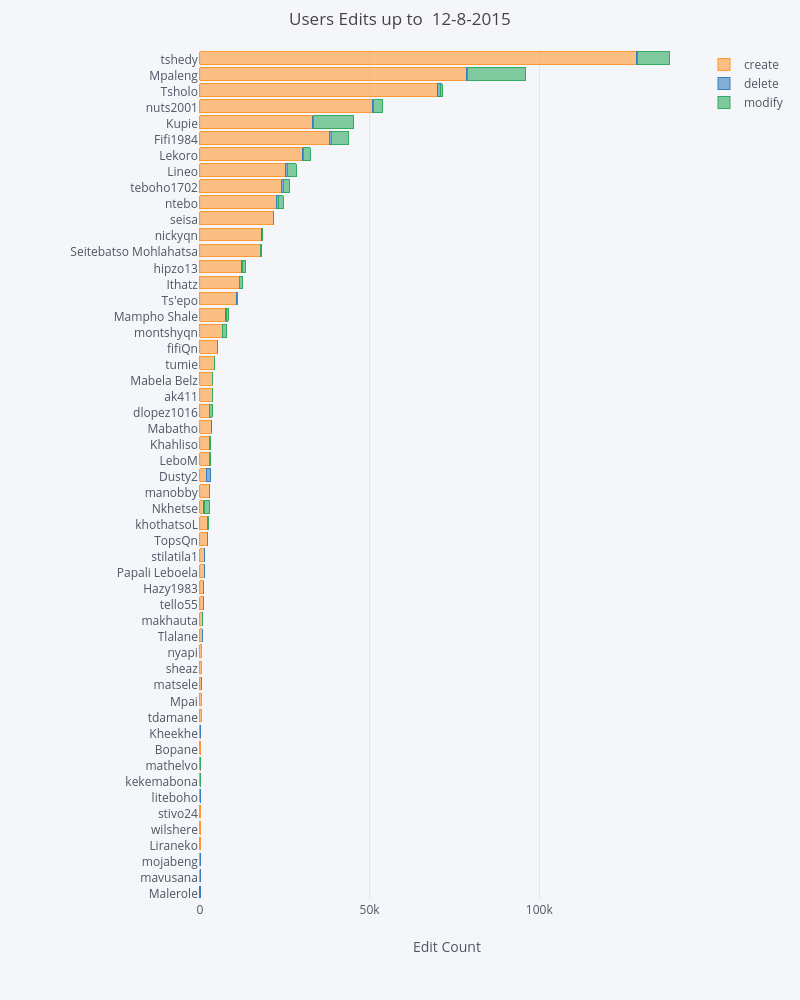 Users Edits up to  12-8-2015
tshedy
Mpaleng
Tsholo
nuts2001
Kupie
Fifi1984
Lekoro
Lineo
teboho1702
ntebo
seisa
nickyqn
Seitebatso Mohlahatsa
hipzo13
Ithatz
Ts'epo
Mampho Shale
montshyqn
fifiQn
tumie
Mabela Belz
ak411
dlopez1016
Mabatho
Khahliso
LeboM
Dusty2
manobby
Nkhetse
khothatsoL
TopsQn
stilatila1
Papali Leboela
Hazy1983
tello55
makhauta
Tlalane
nyapi
sheaz
matsele
Mpai
tdamane
Kheekhe
Bopane
mathelvo
kekemabona
liteboho
stivo24
wilshere
Liraneko
mojabeng
mavusana
Malerole
0 50k 100k
Edit Count
create
delete
modify